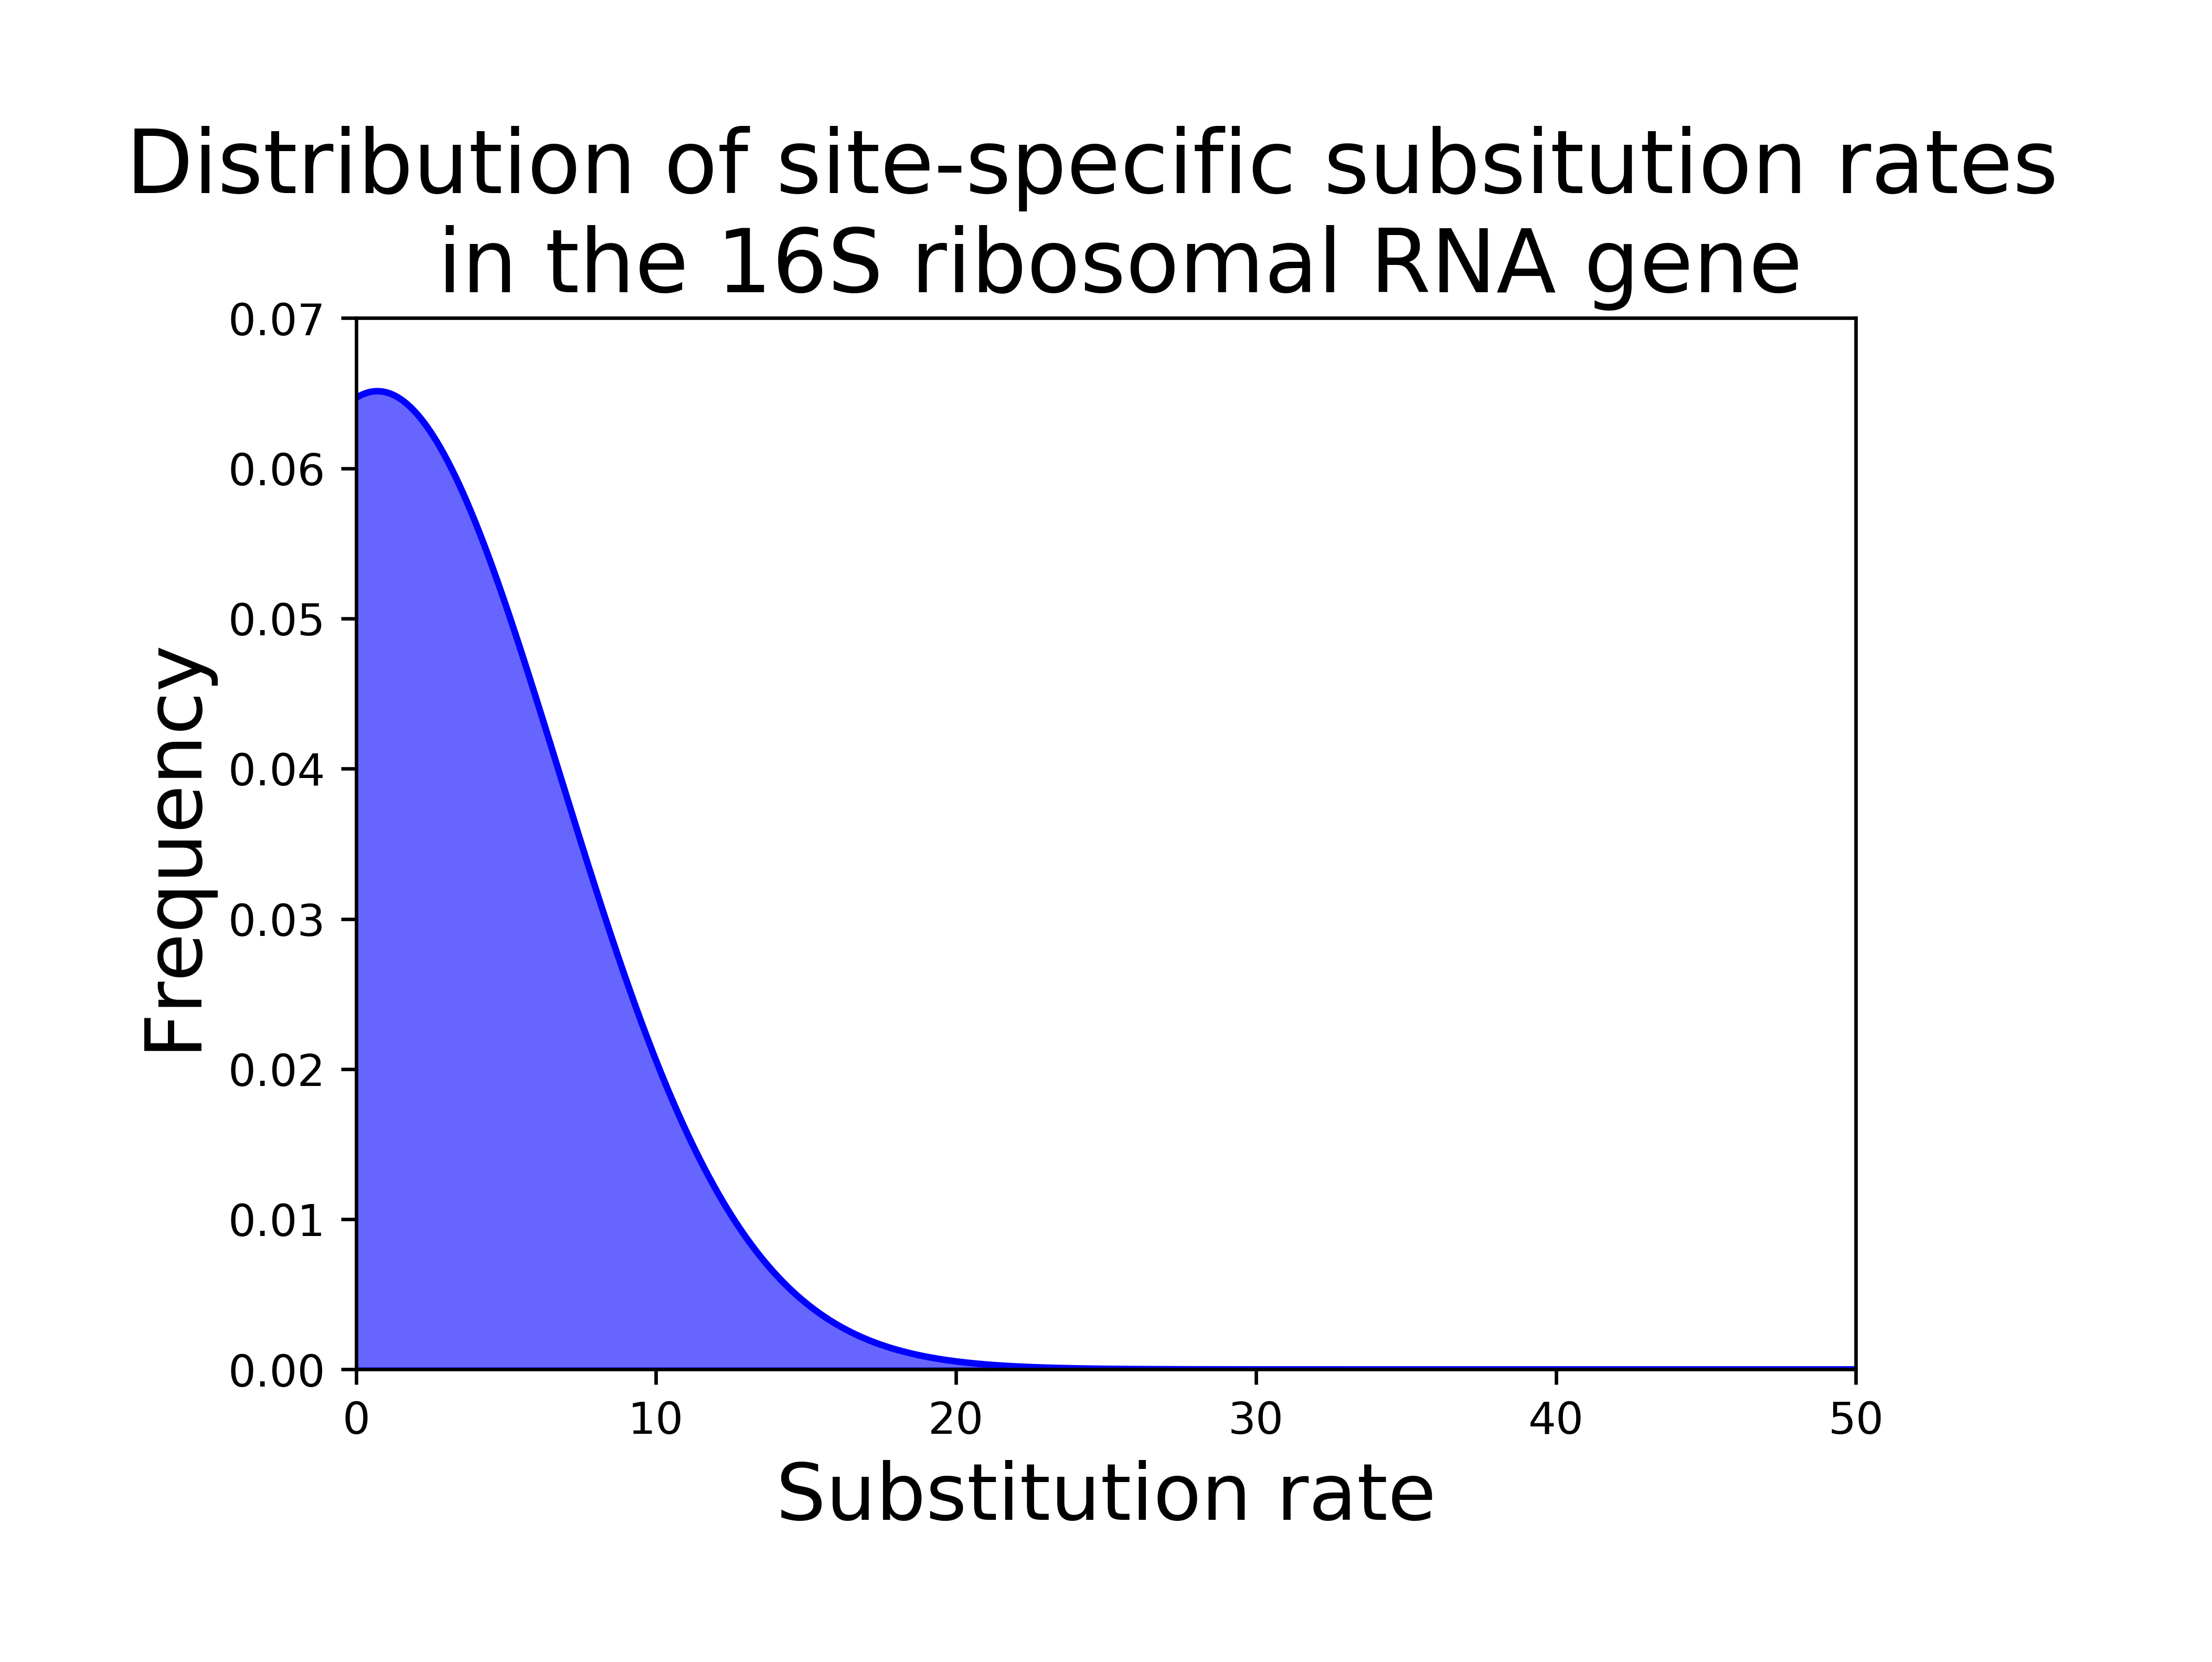 Distribution of site-specific subsitution rates
in the 16S ribosomal RNA gene
0.07
0.06
0.05
0.04
0.03
0.02
0.01
0.00
Frequency
0 10 20 30 40 50
Substitution rate